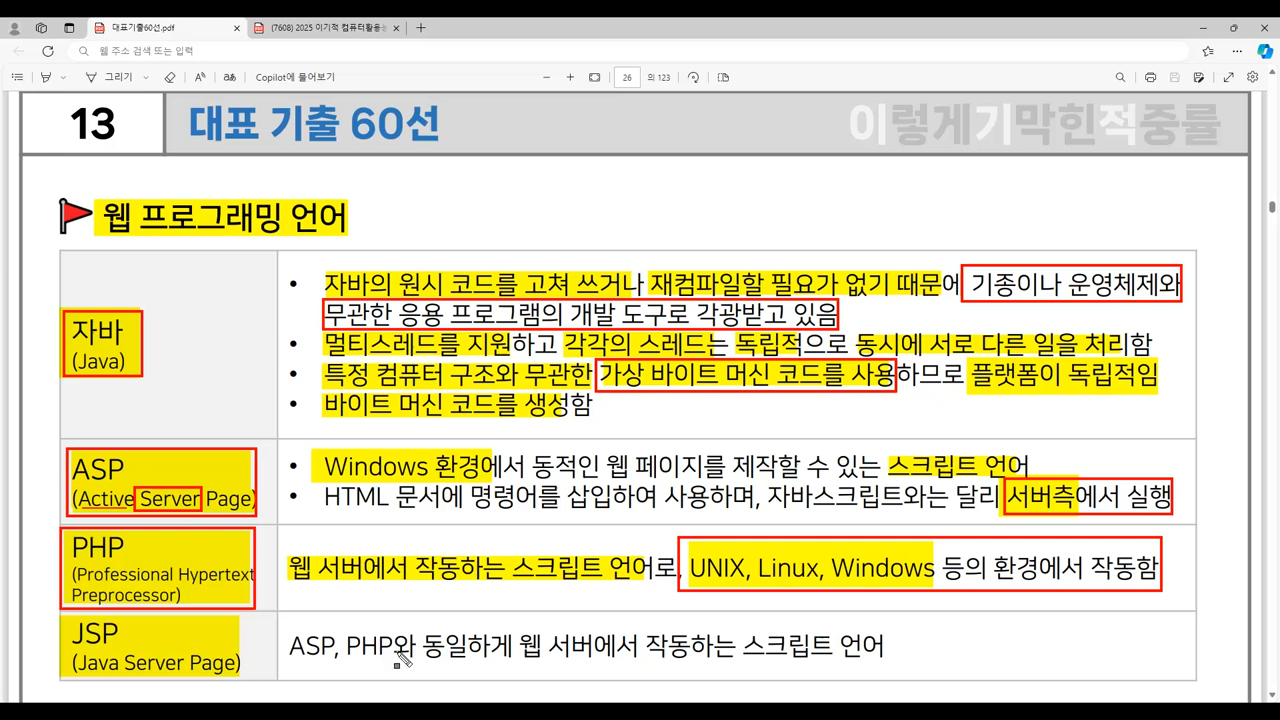 대표기출60선.pdf
(7608) 2025 이기적 컴퓨터활용능
웹 주소 검색 또는 입력
그리기
Copilot에 물어보기
26 의 123
13 대표 기출 60선 이렇게기막힌적중률
웹 프로그래밍 언어
자바
(Java)
• 자바의 원시 코드를 고쳐 쓰거나 재컴파일할 필요가 없기 때문에 기종이나 운영체제와
무관한 응용 프로그램의 개발 도구로 각광받고 있음
• 멀티스레드를 지원하고 각각의 스레드는 독립적으로 동시에 서로 다른 일을 처리함
• 특정 컴퓨터 구조와 무관한 가상 바이트 머신 코드를 사용하므로 플랫폼이 독립적임
• 바이트 머신 코드를 생성함
ASP
(Active Server Page)
• Windows 환경에서 동적인 웹 페이지를 제작할 수 있는 스크립트 언어
• HTML 문서에 명령어를 삽입하여 사용하며, 자바스크립트와는 달리 서버측에서 실행
PHP
(Professional Hypertext
Preprocessor)
웹 서버에서 작동하는 스크립트 언어로, UNIX, Linux, Windows 등의 환경에서 작동함
JSP
(Java Server Page)
ASP, PHP와 동일하게 웹 서버에서 작동하는 스크립트 언어